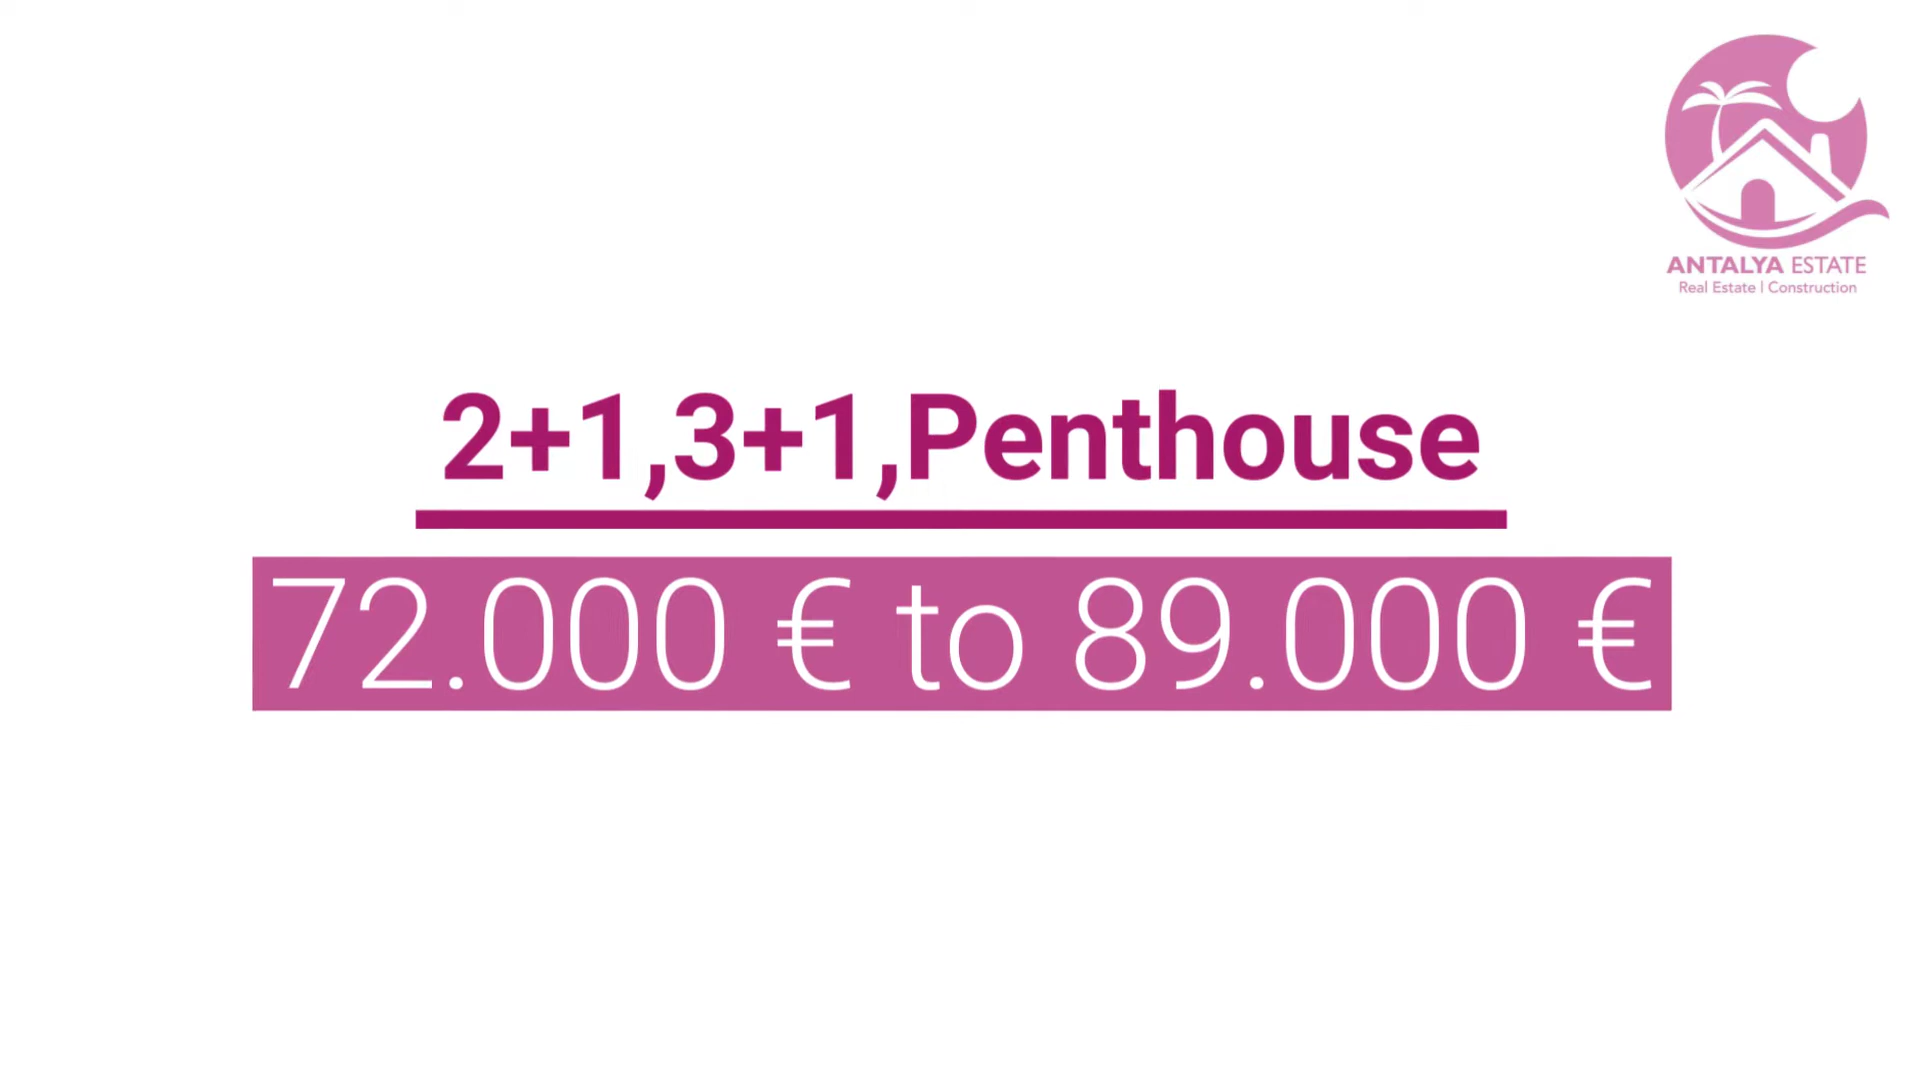 ANTALYA ESTATE
Real Estate | Construction
2+1,3+1,Penthouse
72.000 € to 89.000 €